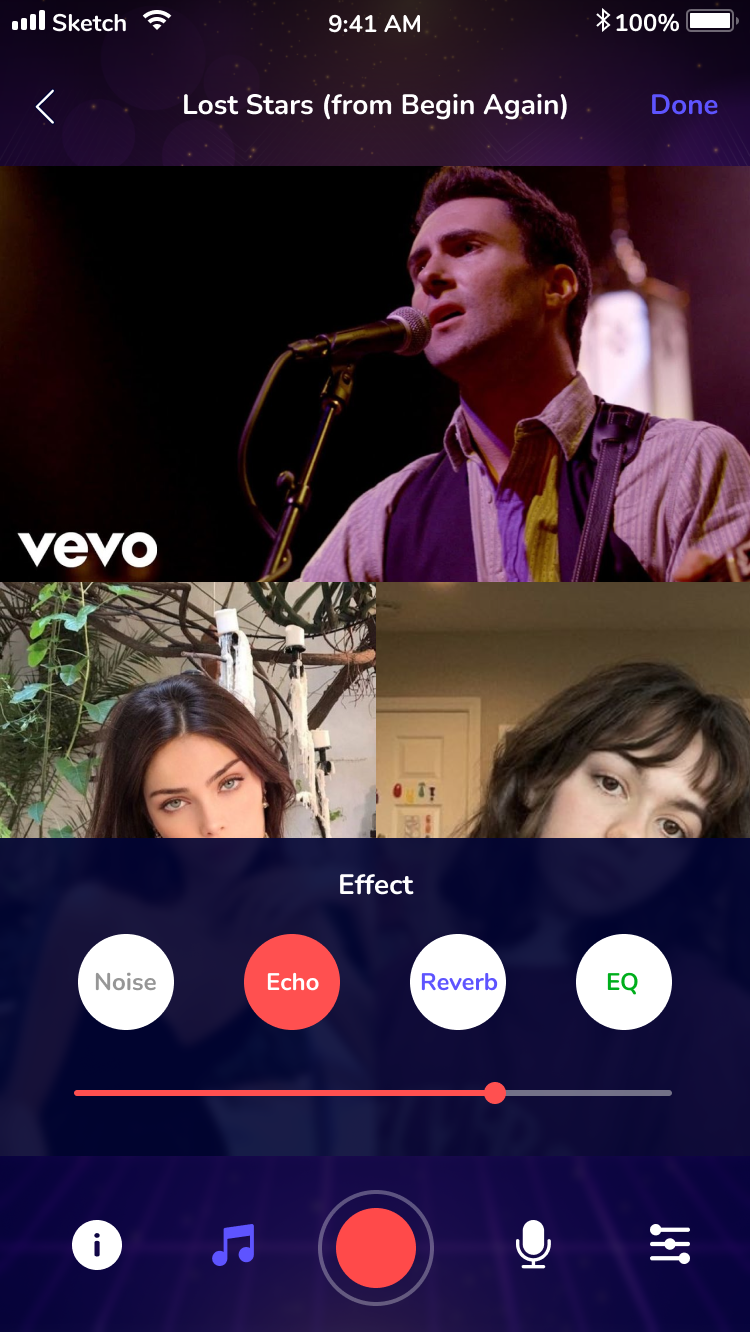 Sketch 9:41 AM 100%
Lost Stars (from Begin Again) Done
vevo
Effect
Noise Echo Reverb EQ
i